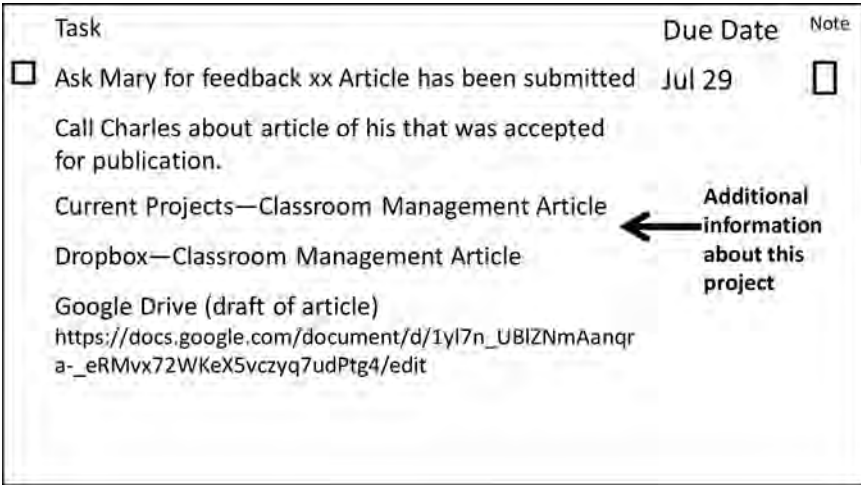 Task Due Date Note
Ask Mary for feedback xx Article has been submitted Jul 29
Call Charles about article of his that was accepted
for publication.
Current Projects—Classroom Management Article
Dropbox—Classroom Management Article
Google Drive (draft of article)
https://docs.google.com/document/d/1yl7n_UBlZNmAanqr
a-_eRMvx72WKeX5vczyq7udPtg4/edit
Additional
information
about this
project